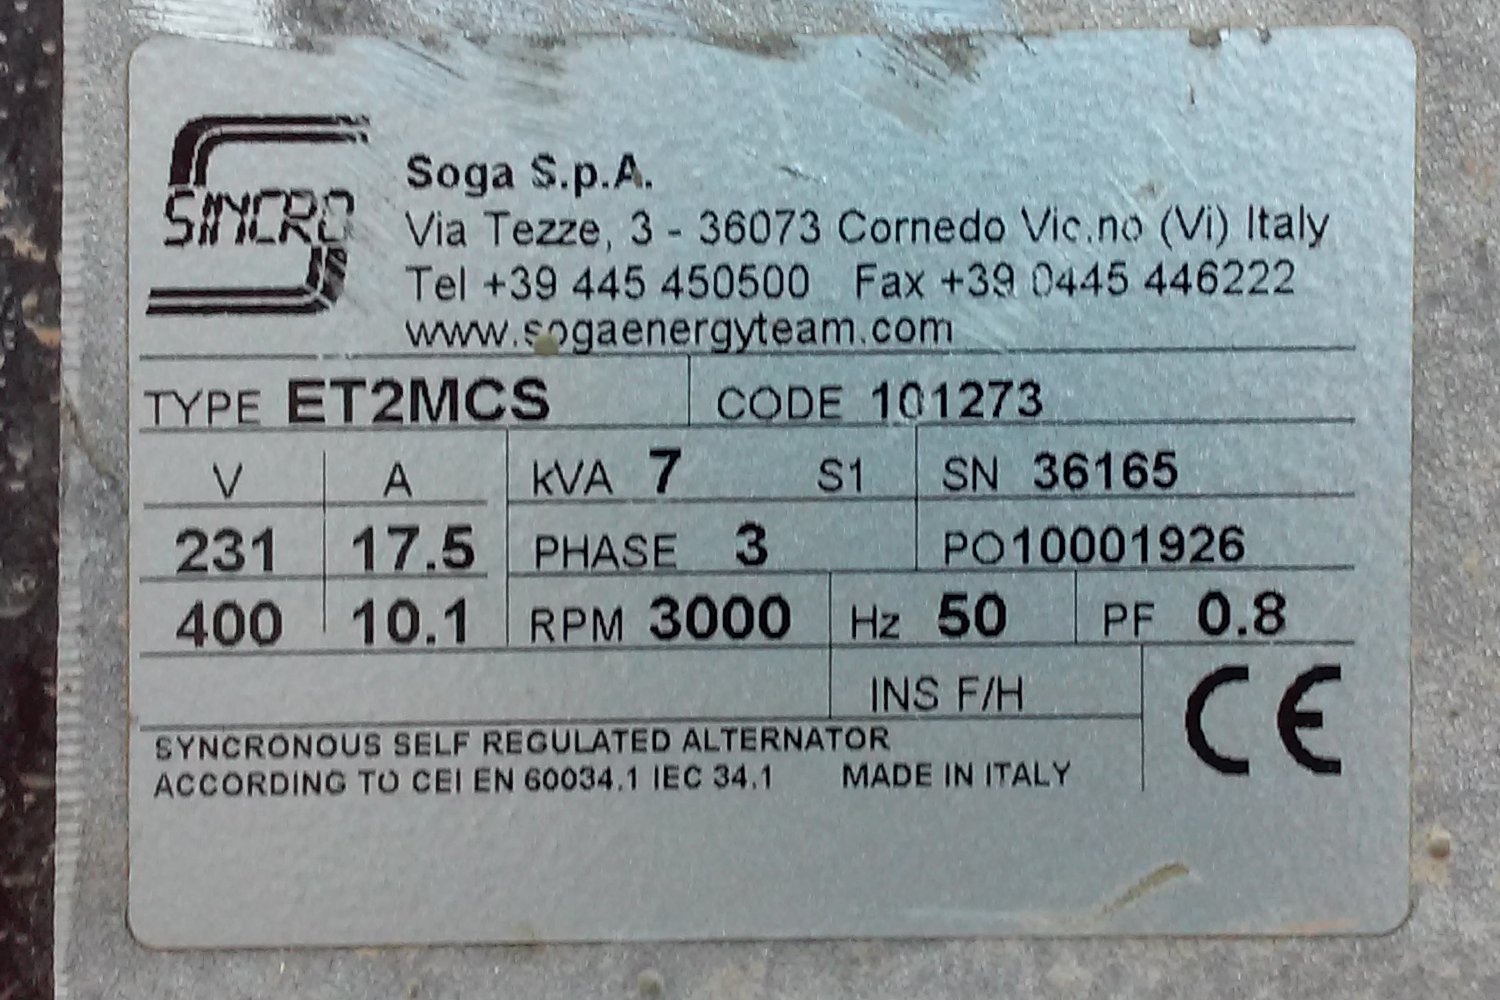 SINCRO
Soga S.p.A.
Via Tezze, 3 - 36073 Cornedo Vic.no (Vi) Italy
Tel +39 445 450500 Fax +39 0445 446222
www.sogaenergyteam.com
TYPE ET2MCS CODE 101273
V A kVA 7 S1 SN 36165
231 17.5 PHASE 3 PO10001926
400 10.1 RPM 3000 Hz 50 PF 0.8
INS F/H
CE
SYNCRONOUS SELF REGULATED ALTERNATOR
ACCORDING TO CEI EN 60034.1 IEC 34.1 MADE IN ITALY